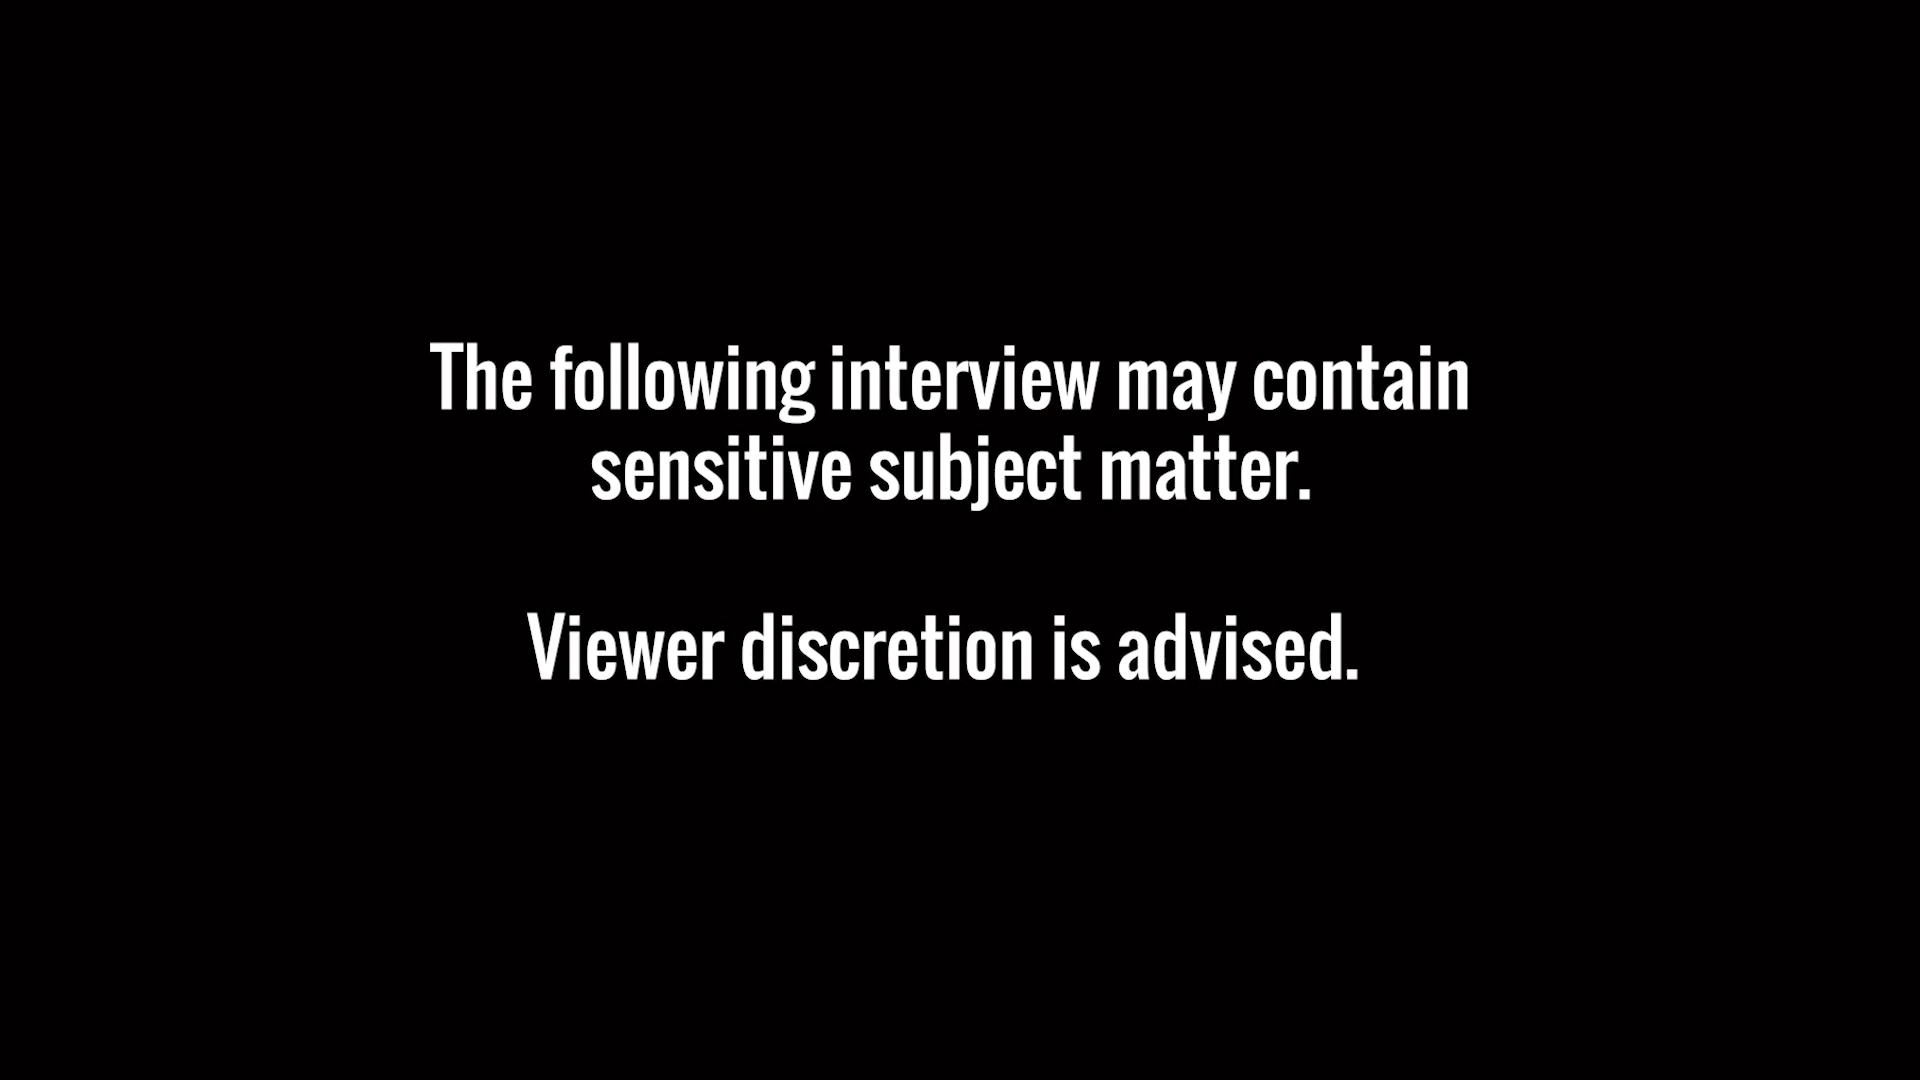 The following interview may contain
sensitive subject matter.
Viewer discretion is advised.